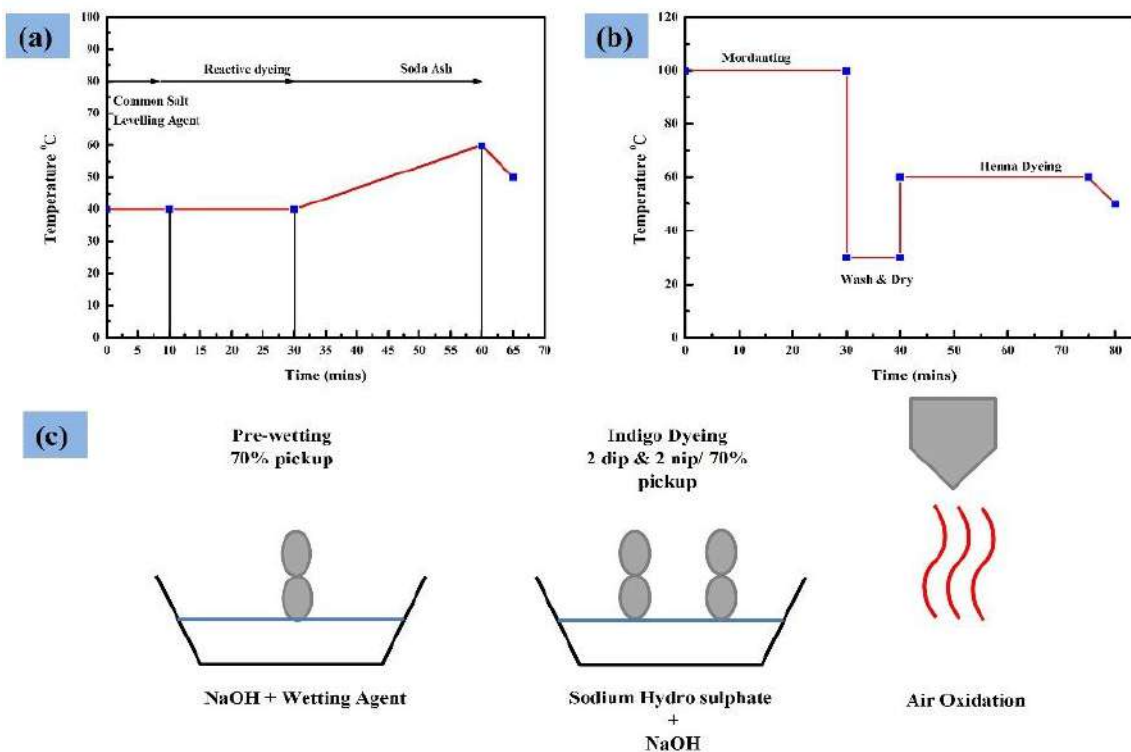 (a)
100
90
80
70
60
50
40
30
20
10
0
Temperature ⁰C
Reactive dyeing
Soda Ash
Common Salt
Levelling Agent
0 5 10 15 20 25 30 35 40 45 50 55 60 65 70
Time (mins)
(b)
120
100
80
60
40
20
0
Temperature ⁰C
Mordanting
Henna Dyeing
Wash & Dry
0 10 20 30 40 50 60 70 80
Time (mins)
(c)
Pre-wetting
70% pickup
NaOH + Wetting Agent
Indigo Dyeing
2 dip & 2 nip/ 70%
pickup
Sodium Hydro sulphate
+
NaOH
Air Oxidation